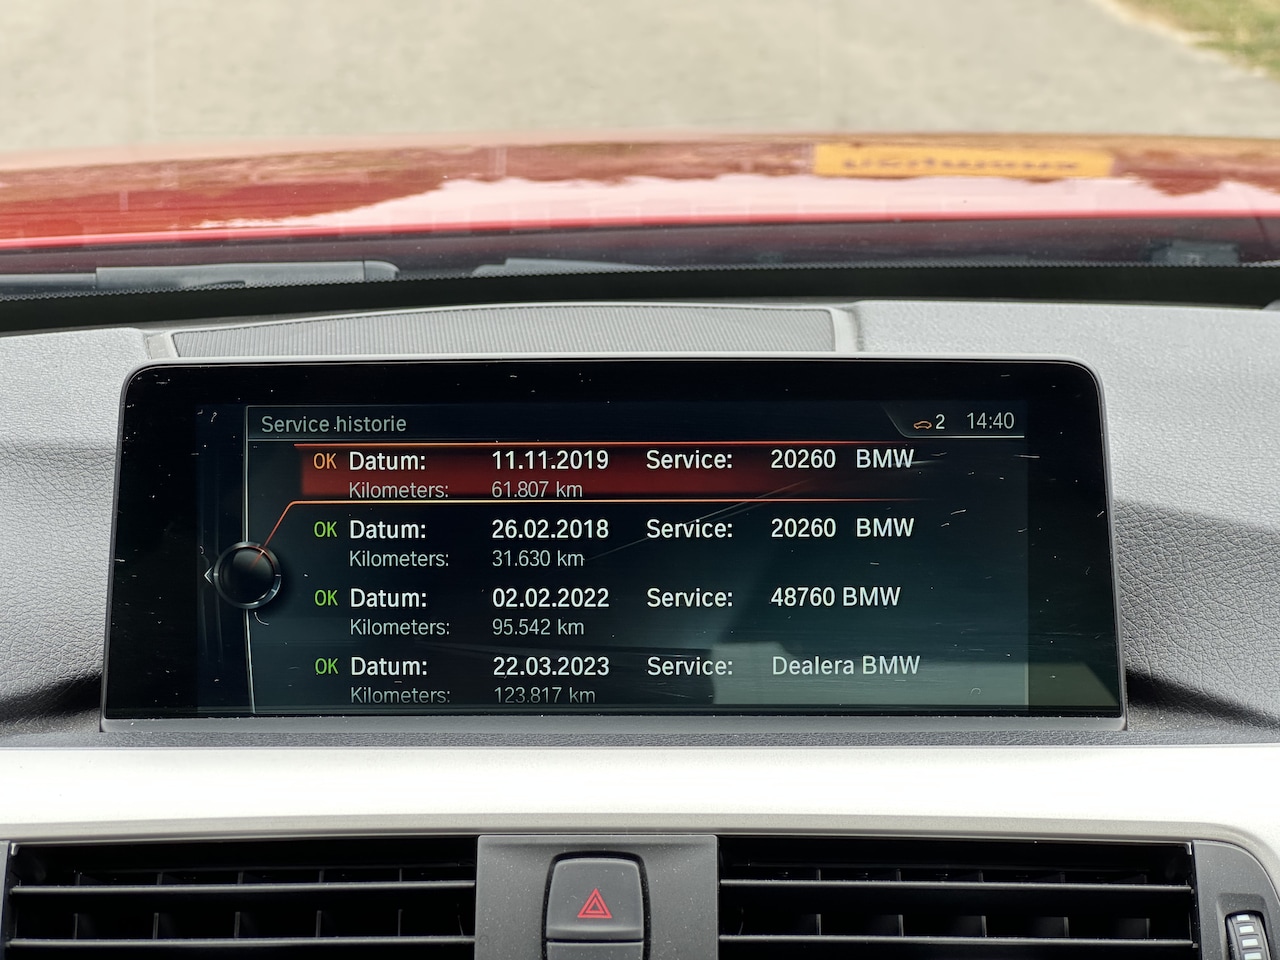 Service historie
2 14:40
OK Datum: 11.11.2019 Service: 20260 BMW
Kilometers: 61.807 km
OK Datum: 26.02.2018 Service: 20260 BMW
Kilometers: 31.630 km
OK Datum: 02.02.2022 Service: 48760 BMW
Kilometers: 95.542 km
OK Datum: 22.03.2023 Service: Dealera BMW
Kilometers: 123.817 km